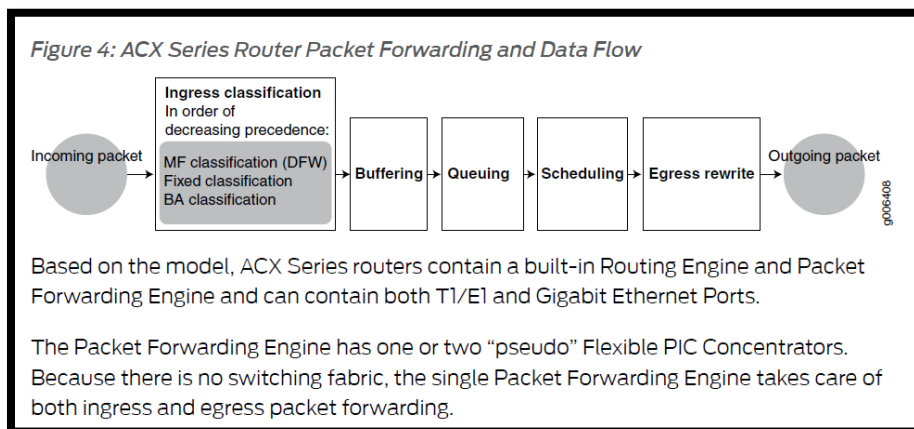 Figure 4: ACX Series Router Packet Forwarding and Data Flow
Ingress classification
In order of
decreasing precedence:
Incoming packet
MF classification (DFW)
Fixed classification
BA classification
Buffering
Queuing
Scheduling
Egress rewrite
Outgoing packet
g006408
Based on the model, ACX Series routers contain a built-in Routing Engine and Packet
Forwarding Engine and can contain both T1/E1 and Gigabit Ethernet Ports.
The Packet Forwarding Engine has one or two “pseudo” Flexible PIC Concentrators.
Because there is no switching fabric, the single Packet Forwarding Engine takes care of
both ingress and egress packet forwarding.